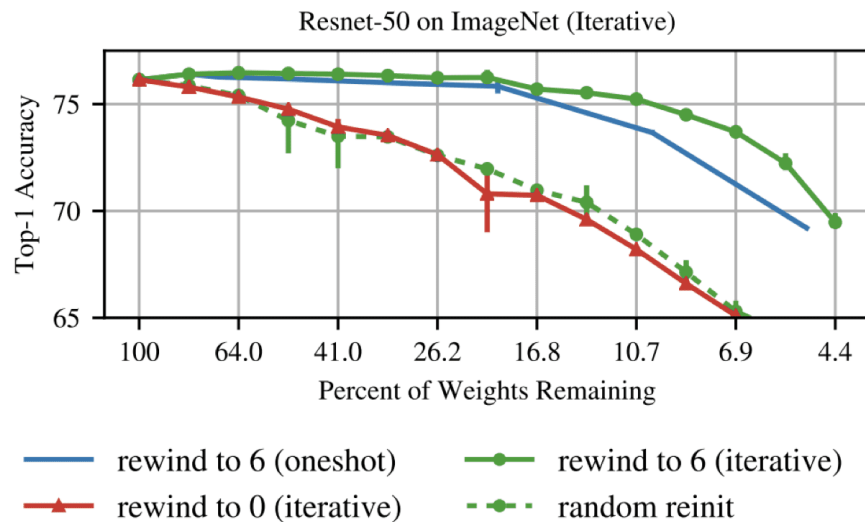 Resnet-50 on ImageNet (Iterative)
75
70
65
Top-1 Accuracy
100 64.0 41.0 26.2 16.8 10.7 6.9 4.4
Percent of Weights Remaining
rewind to 6 (oneshot) rewind to 6 (iterative)
rewind to 0 (iterative) random reinit